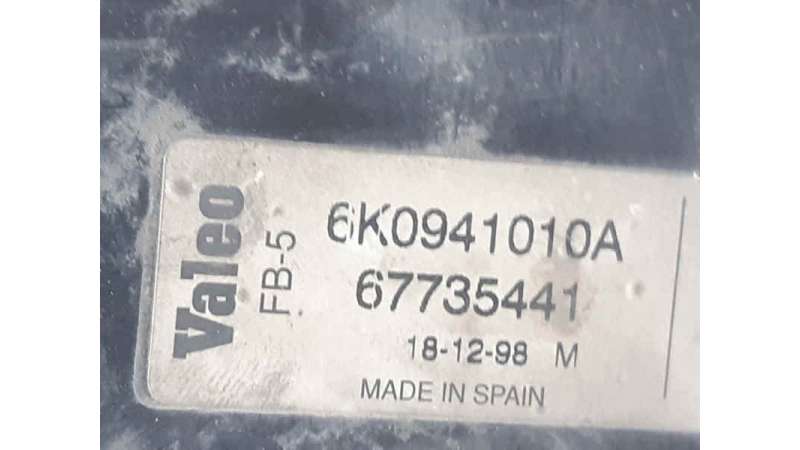 Valeo
FB-5
6K0941010A
67735441
18-12-98 M
MADE IN SPAIN